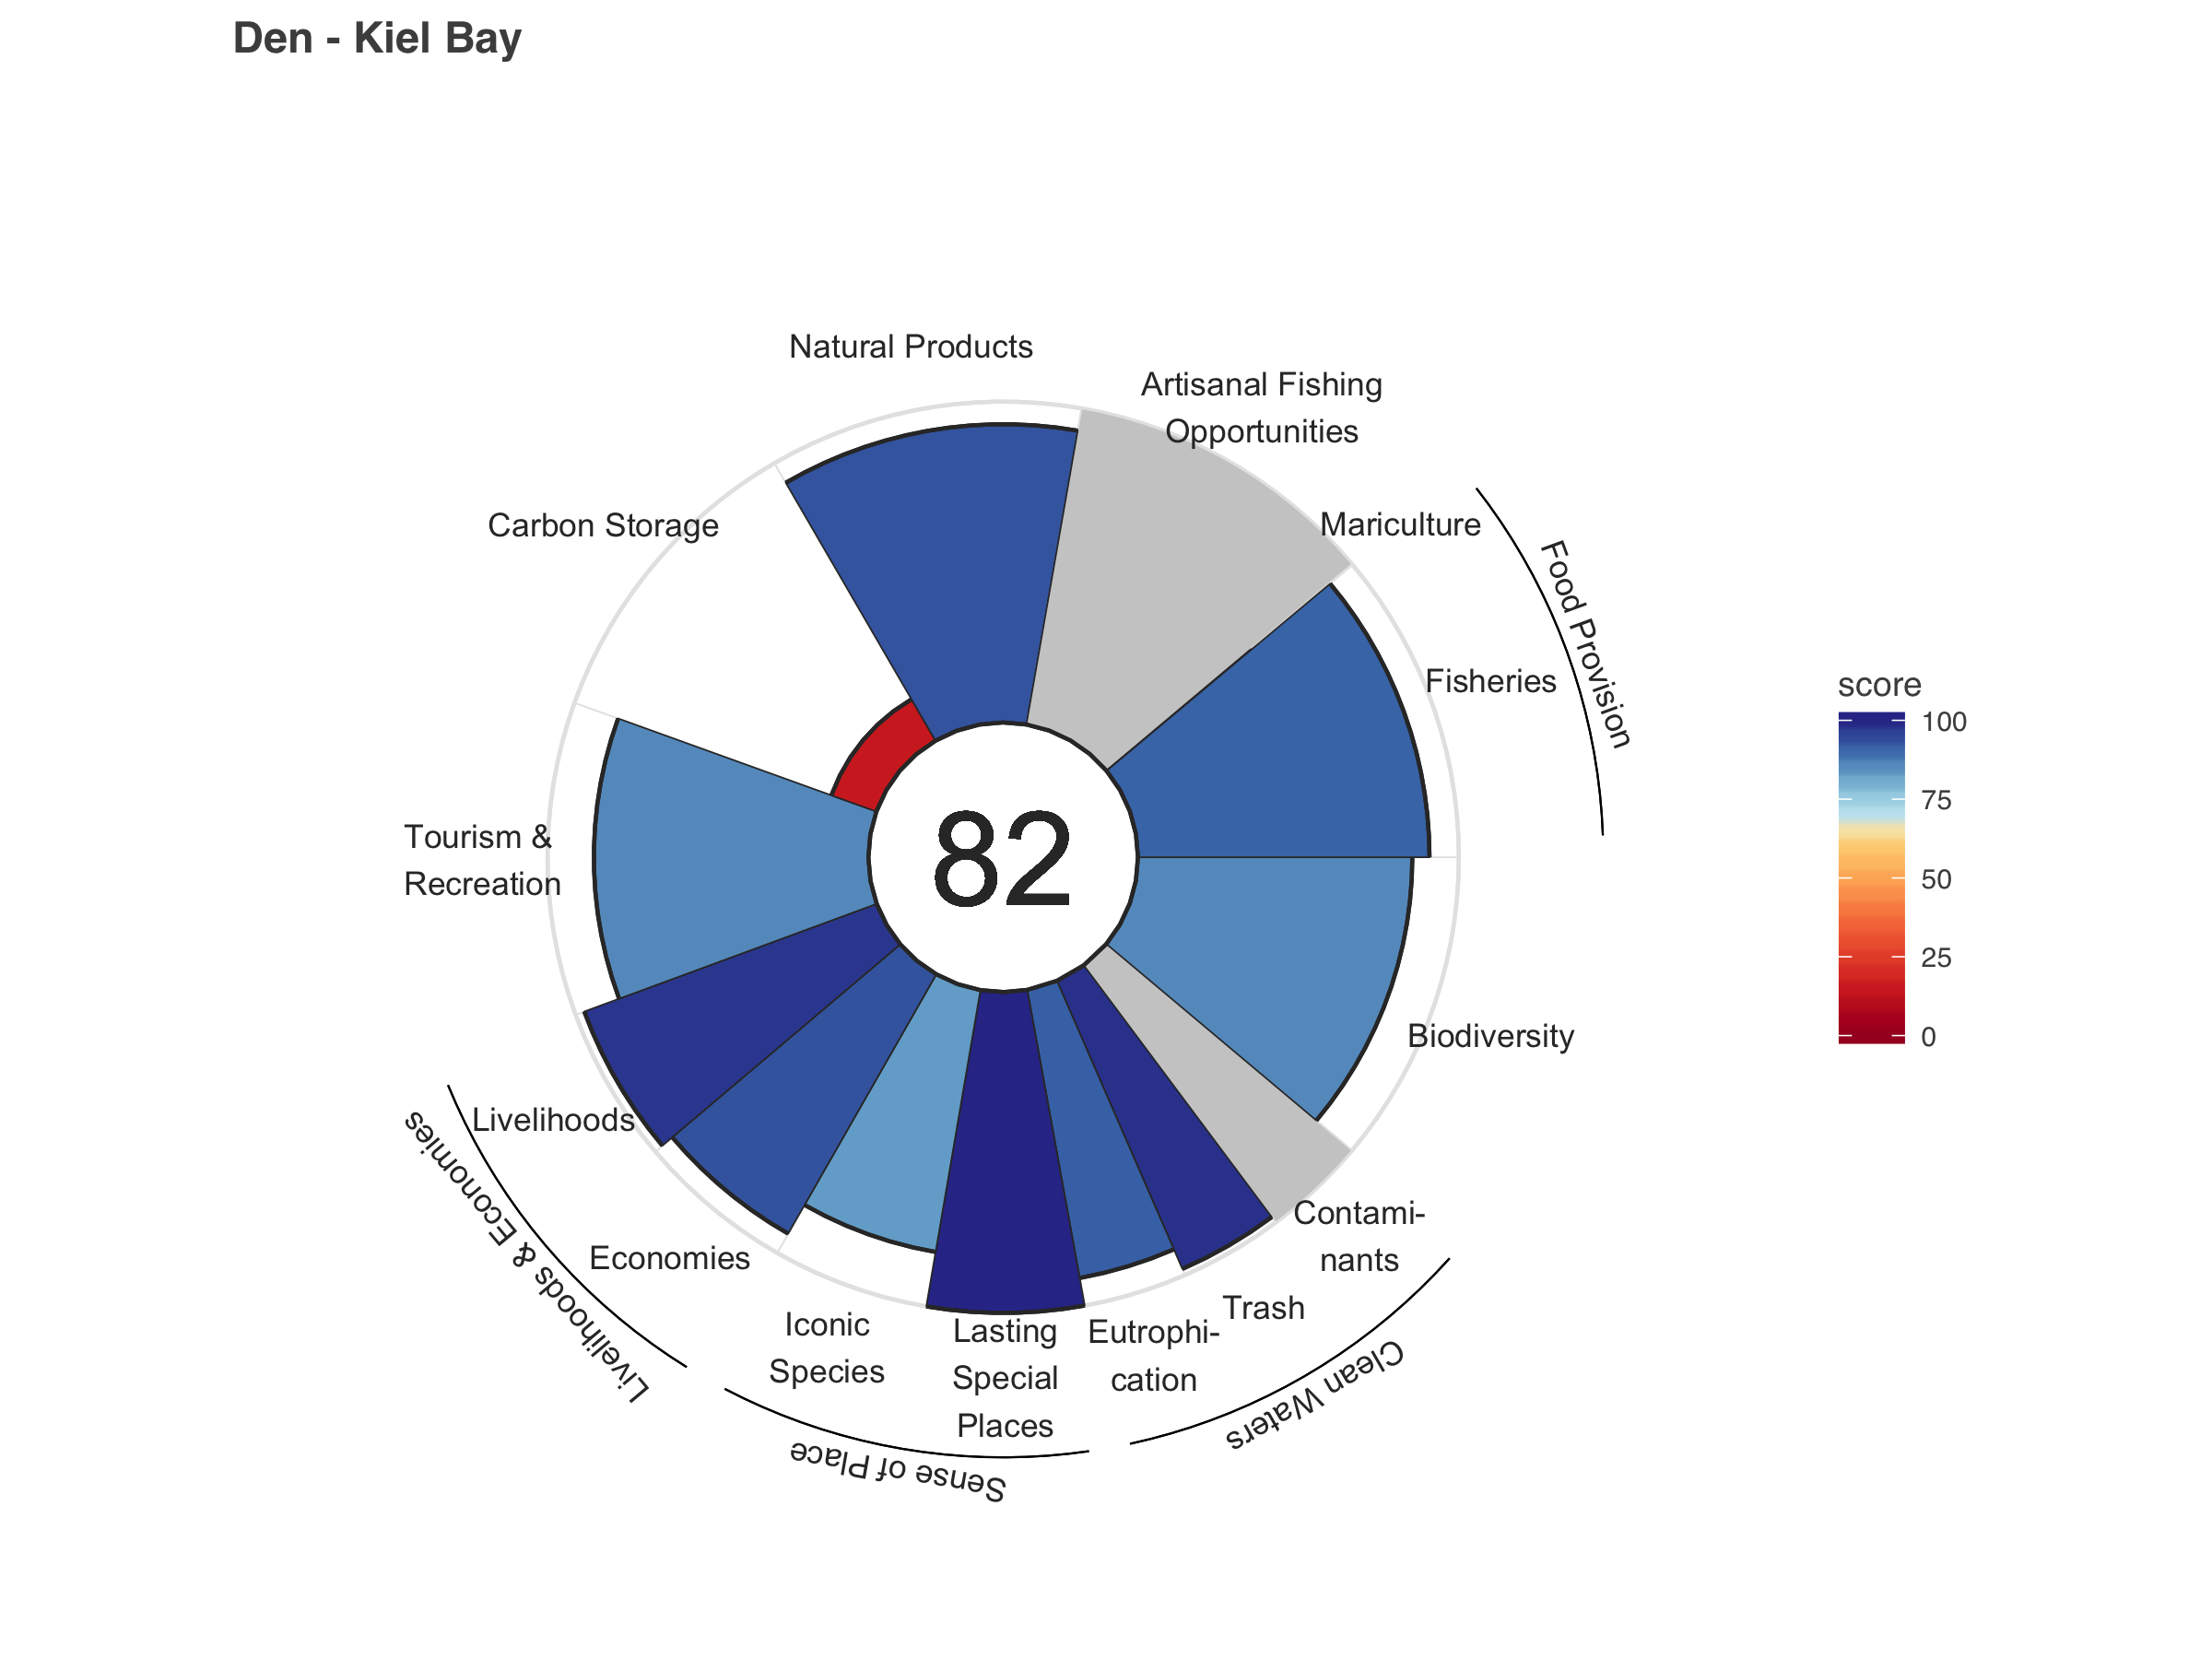 Den - Kiel Bay
Natural Products
Artisanal Fishing
Opportunities
Carbon Storage
Mariculture
Food Provision
Fisheries
score
100
75
50
25
0
82
Tourism &
Recreation
Biodiversity
Livelihoods
Livelihoods & Economies
Economies
Contami-
nants
Trash
Iconic
Species
Lasting
Special
Places
Eutrophi-
cation
Clean Waters
Sense of Place